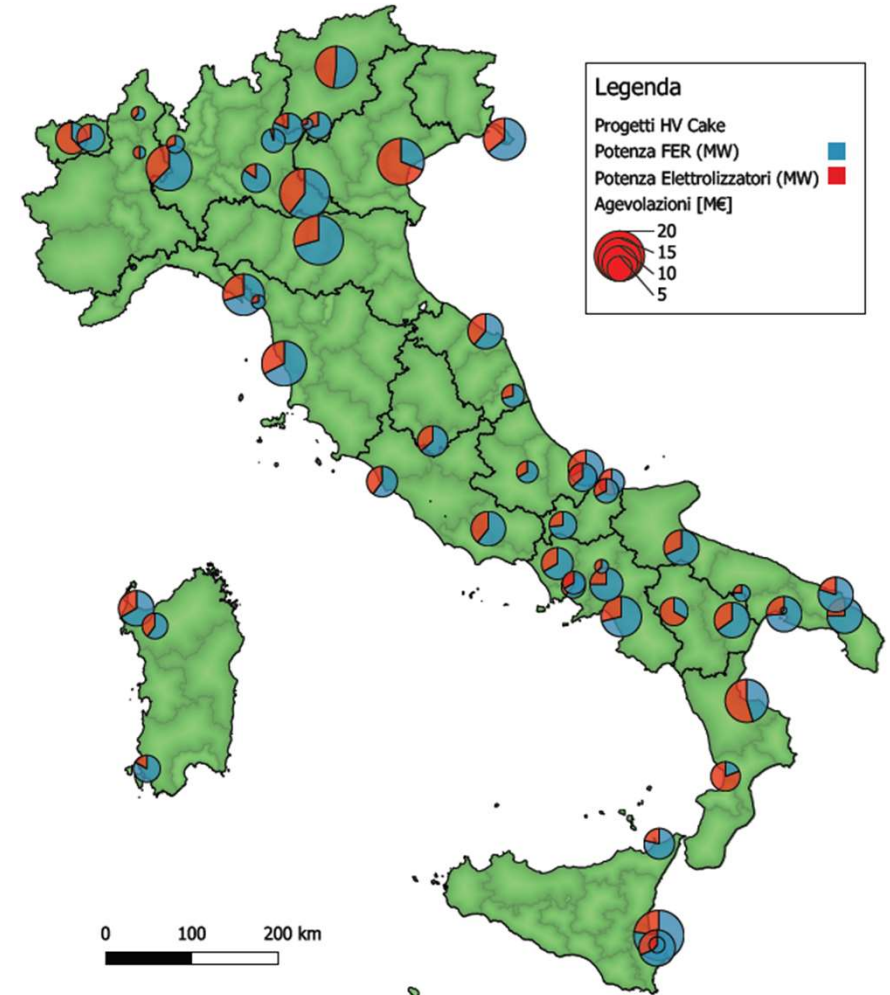 Legenda
Progetti HV Cake
Potenza FER (MW)
Potenza Elettrolizzatori (MW)
Agevolazioni [M€]
20
15
10
5
0 100 200 km